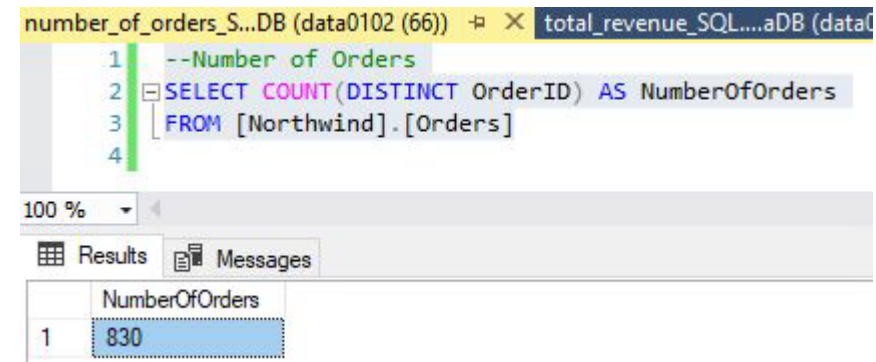 number_of_orders_S...DB (data0102 (66)) total_revenue_SQL....aDB (data0
1 --Number of Orders
2 SELECT COUNT(DISTINCT OrderID) AS NumberOfOrders
3 FROM [Northwind].[Orders]
4
100 %
Results Messages
NumberOfOrders
1 830